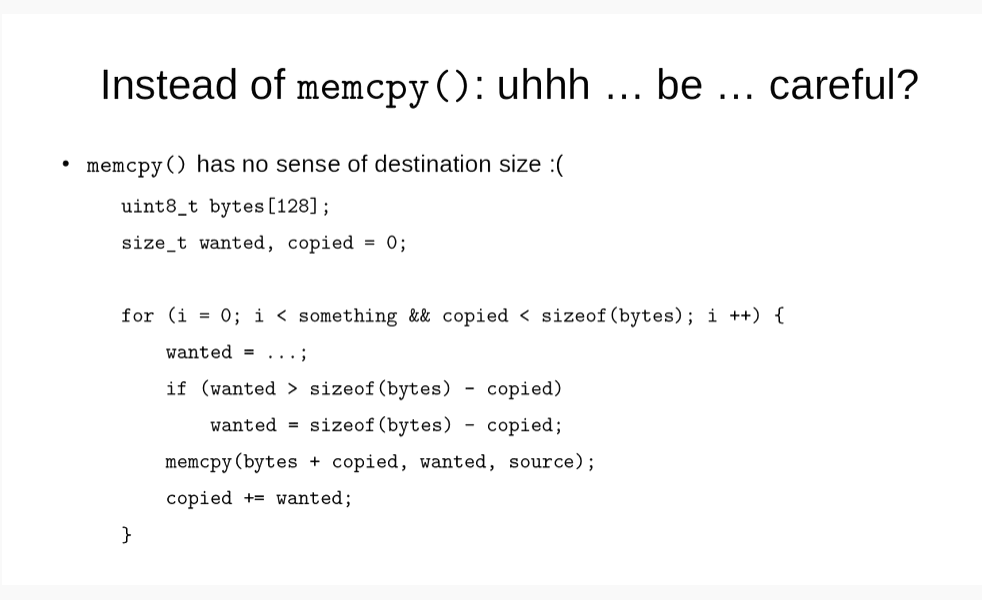 Instead of memcpy(): uhhh … be … careful?
• memcpy() has no sense of destination size :(
uint8_t bytes[128];
size_t wanted, copied = 0;
for (i = 0; i < something && copied < sizeof(bytes); i ++) {
wanted = ...;
if (wanted > sizeof(bytes) - copied)
wanted = sizeof(bytes) - copied;
memcpy(bytes + copied, wanted, source);
copied += wanted;
}